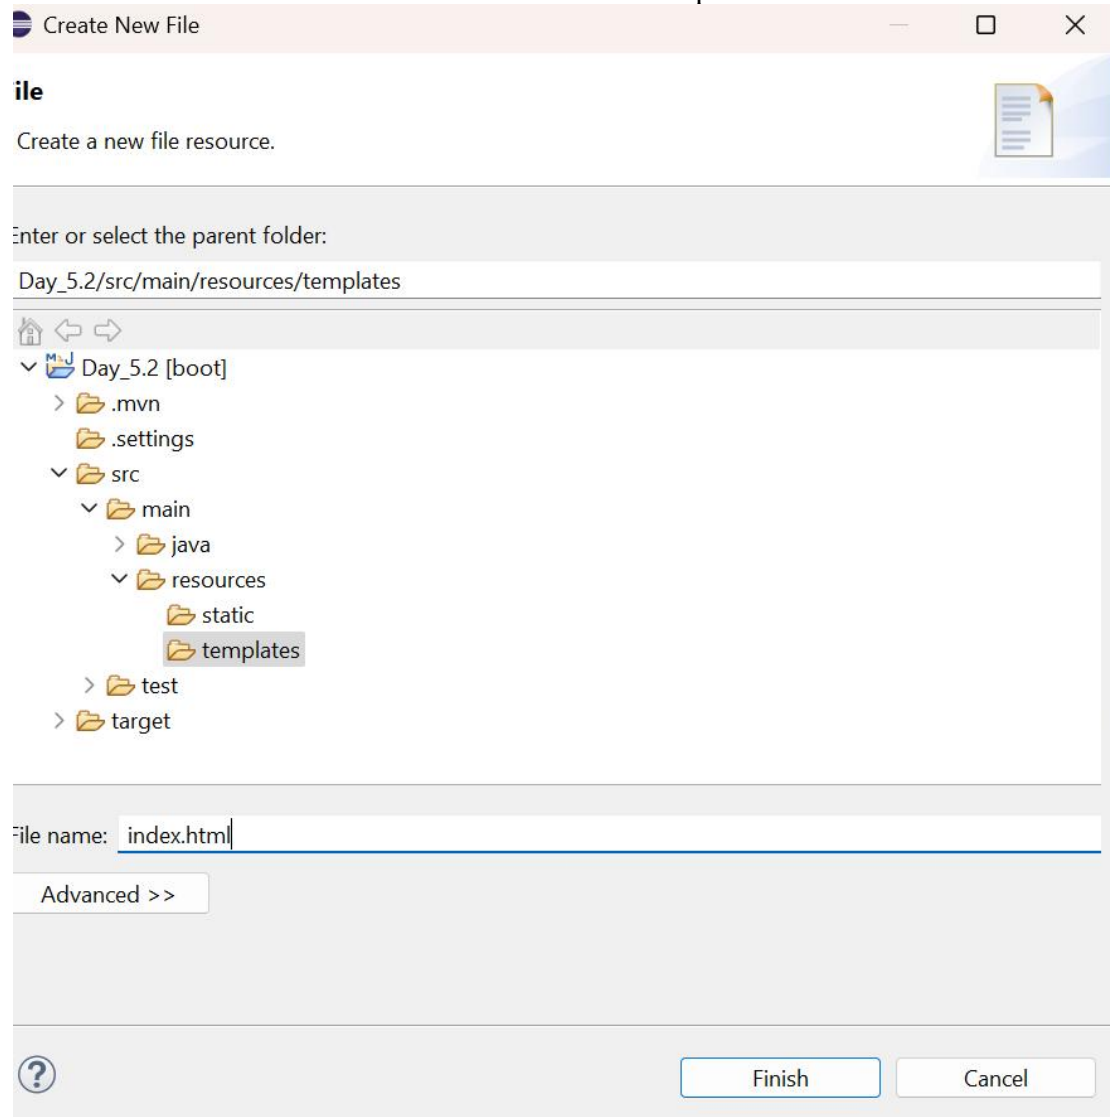 Create New File
ile
Create a new file resource.
Enter or select the parent folder:
Day_5.2/src/main/resources/templates
Day_5.2 [boot]
.mvn
.settings
src
main
java
resources
static
templates
test
target
File name: index.html
Advanced >>
Finish Cancel